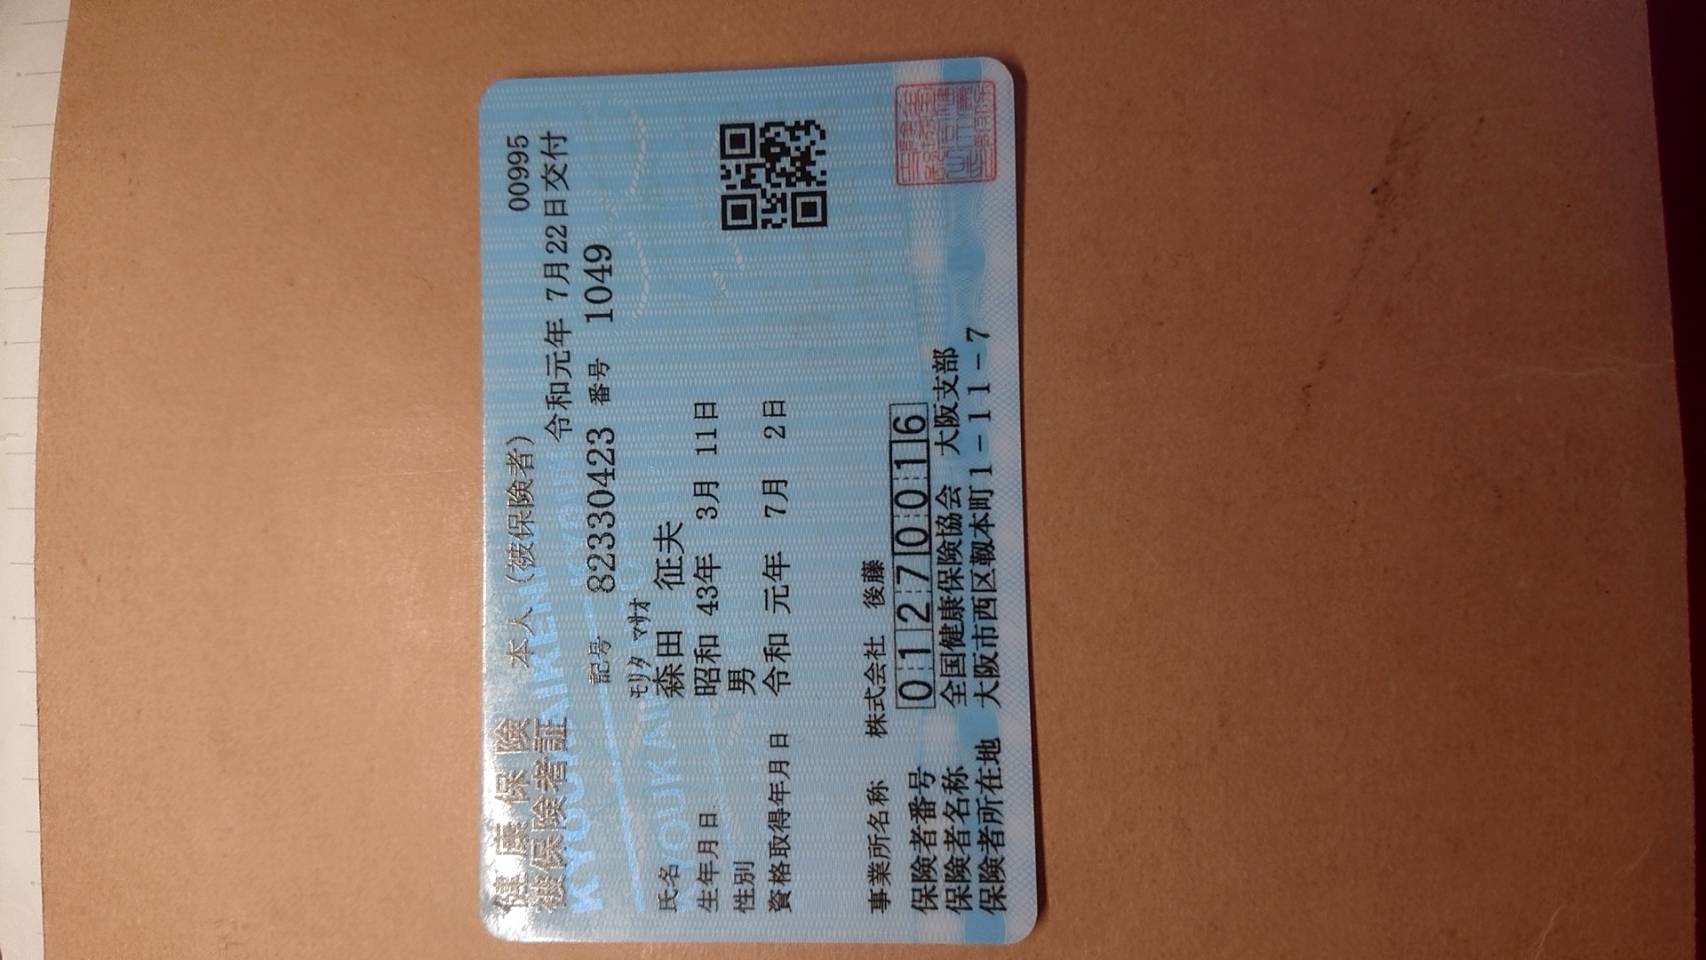 健康保険
被保険者証
本人（被保険者）
00995
令和元年 7月22日交付
記号 82330423 番号 1049
モリタ マサオ
氏名 森田 征夫
生年月日 昭和 43年 3月 11日
性別 男
資格取得年月日 令和 元年 7月 2日
事業所名称 株式会社 後藤
保険者番号 01270016
保険者名称 全国健康保険協会 大阪支部
保険者所在地 大阪市西区靱本町1-11-7